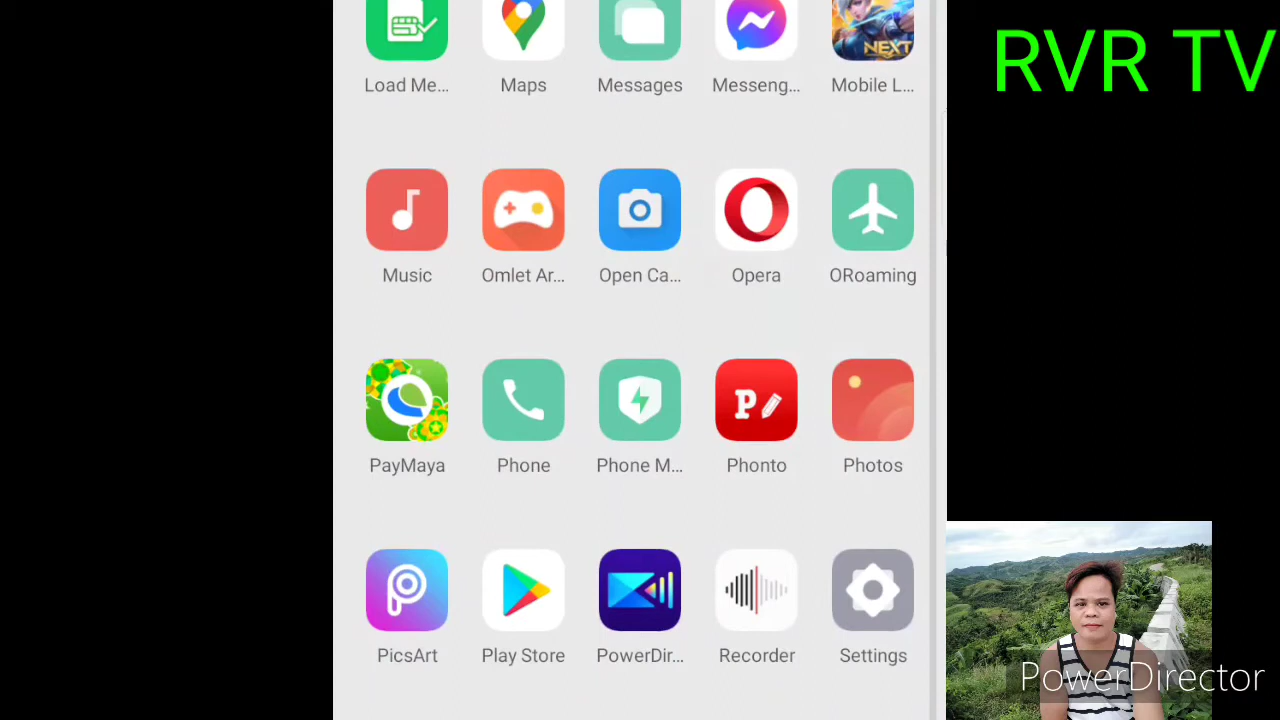 RVR TV
Load Me...
Maps
Messages
Messeng...
NEXT
Mobile L...
Music
Omlet Ar...
Open Ca...
Opera
ORoaming
PayMaya
Phone
Phone M...
P
Phonto
Photos
PicsArt
Play Store
PowerDir...
Recorder
Settings
PowerDirector